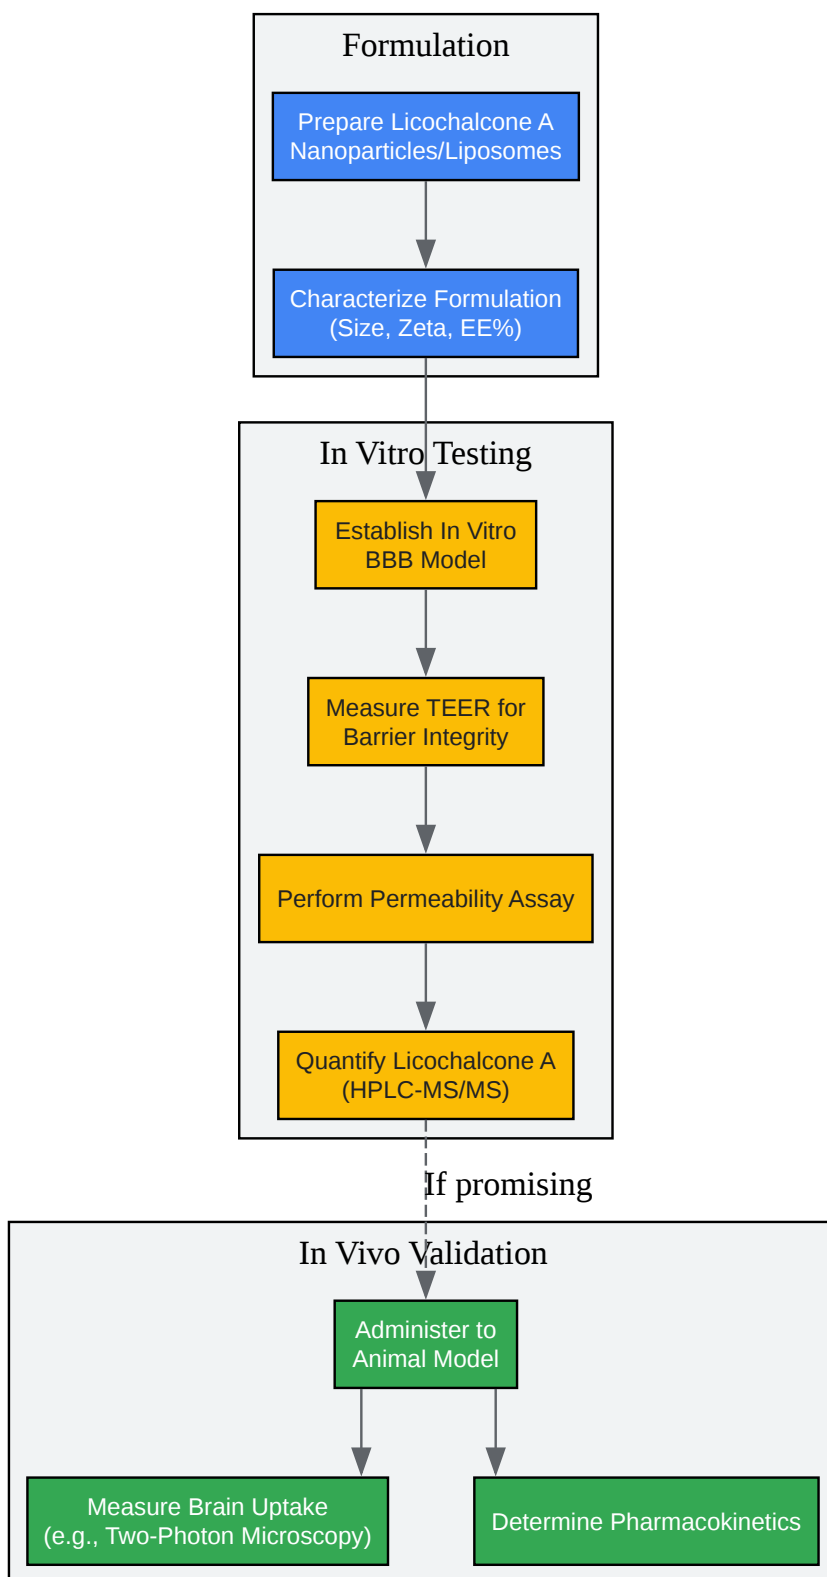 Formulation
Prepare Licochalcone A
Nanoparticles/Liposomes
Characterize Formulation
(Size, Zeta, EE%)
In Vitro Testing
Establish In Vitro
BBB Model
Measure TEER for
Barrier Integrity
Perform Permeability Assay
Quantify Licochalcone A
(HPLC-MS/MS)
If promising
In Vivo Validation
Administer to
Animal Model
Measure Brain Uptake
(e.g., Two-Photon Microscopy)
Determine Pharmacokinetics